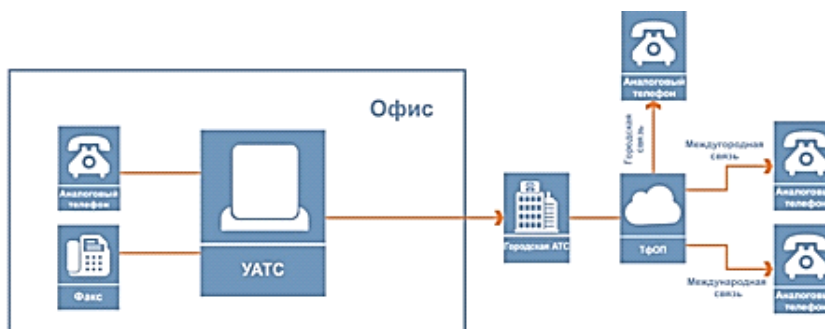 Аналоговый
телефон
Городская
связь
Офис
Междугородная
связь
Аналоговый
телефон
Аналоговый
телефон
УАТС
Городская АТС
ТфОП
Факс
Международная
связь
Аналоговый
телефон